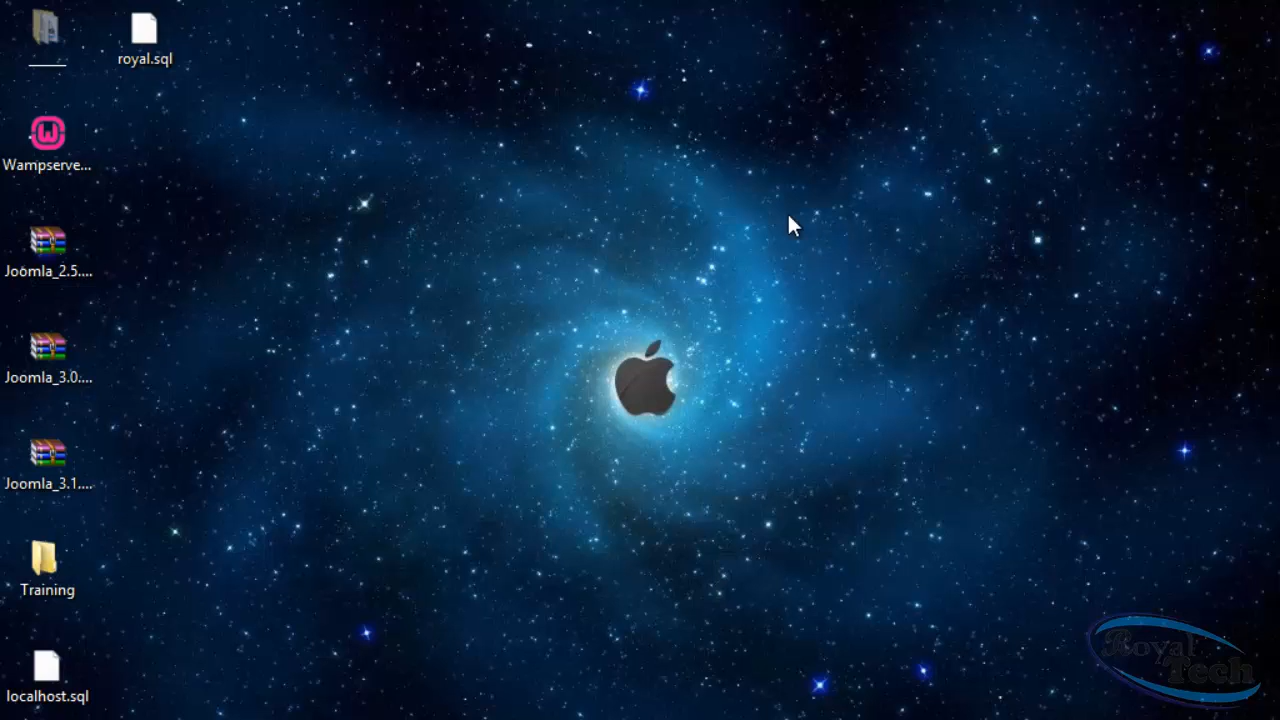 royal.sql
Wampserve...
Joomla_2.5....
Joomla_3.0....
Joomla_3.1....
Training
localhost.sql
Royal
Tech